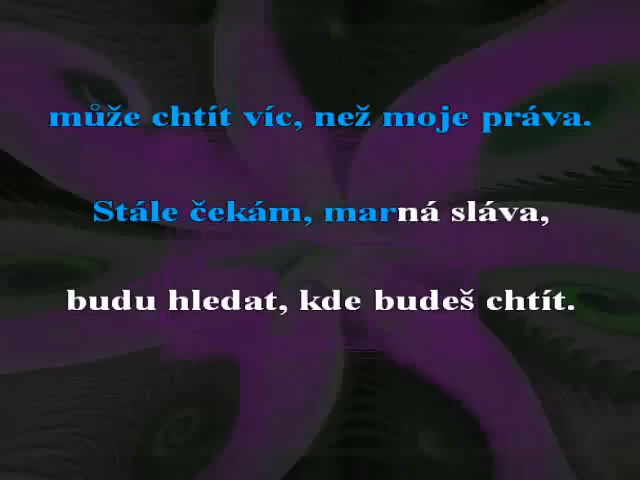 může chtít víc, než moje práva.
Stále čekám, marná sláva,
budu hledat, kde budeš chtít.